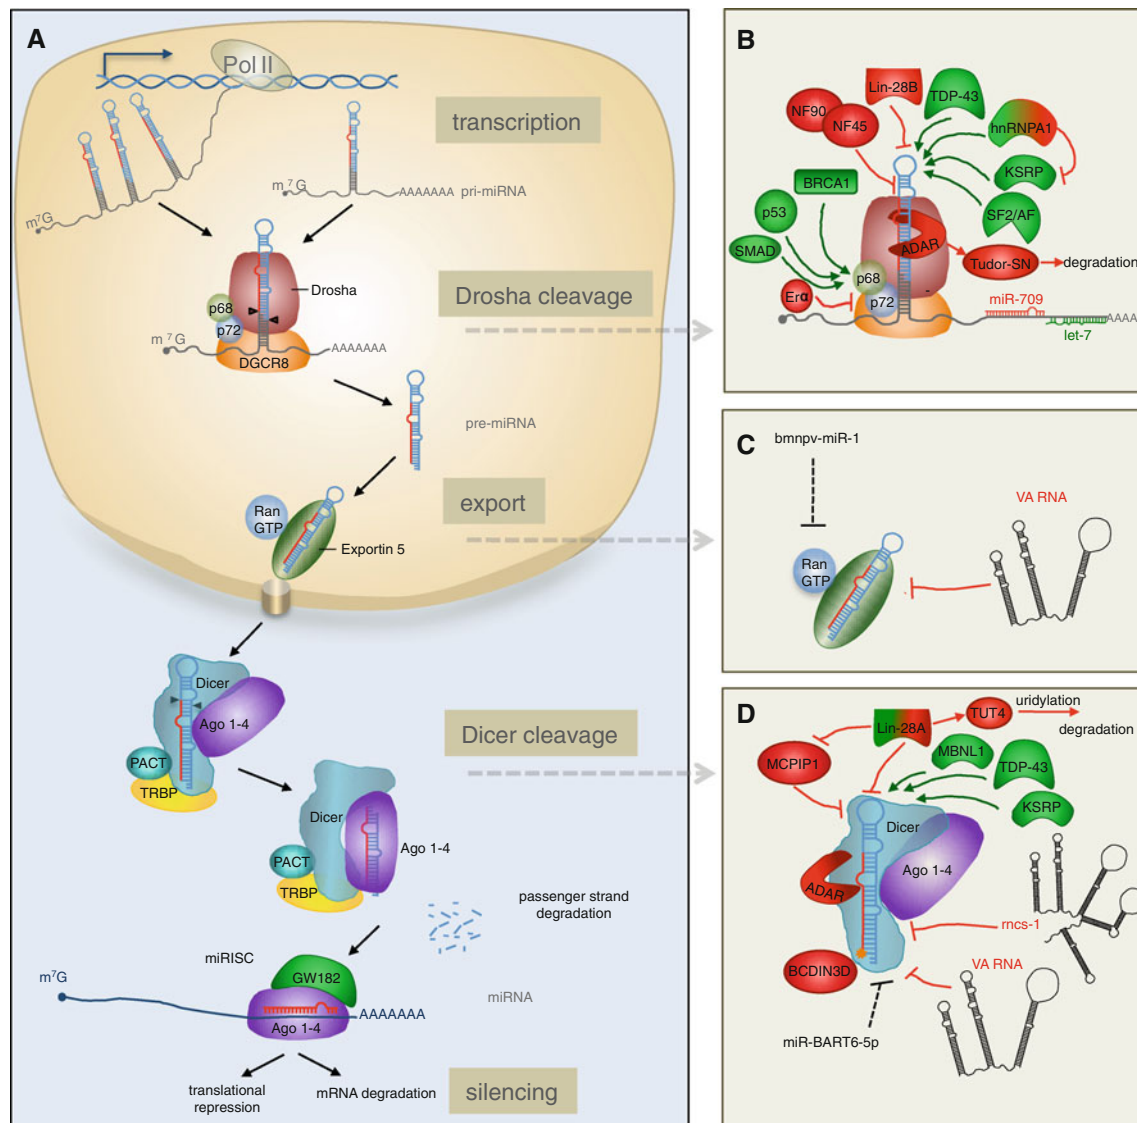 A
Pol II
transcription
m7G
m7G
AAAAAAA
pri-miRNA
Drosha
p68
p72
DGCR8
m7G
AAAAAAA
Drosha cleavage
pre-miRNA
export
Ran
GTP
Exportin 5
Dicer
Ago 1-4
PACT
TRBP
Dicer cleavage
Dicer
Ago 1-4
PACT
TRBP
passenger strand
degradation
miRISC
m7G
GW182
miRNA
AAAAAAA
Ago 1-4
translational
repression
mRNA degradation
silencing
B
Lin-28B
TDP-43
NF90
NF45
hnRNPA1
BRCA1
KSRP
p53
SF2/AF
SMAD
ADAR
Tudor-SN
degradation
p68
p72
Erα
miR-709
AAAA
let-7
C
bmnpv-miR-1
VA RNA
Ran
GTP
D
Lin-28A
TUT4
uridylation
degradation
MCPIP1
MBNL1
TDP-43
KSRP
Dicer
Ago 1-4
ADAR
rncs-1
BCDIN3D
VA RNA
miR-BART6-5p